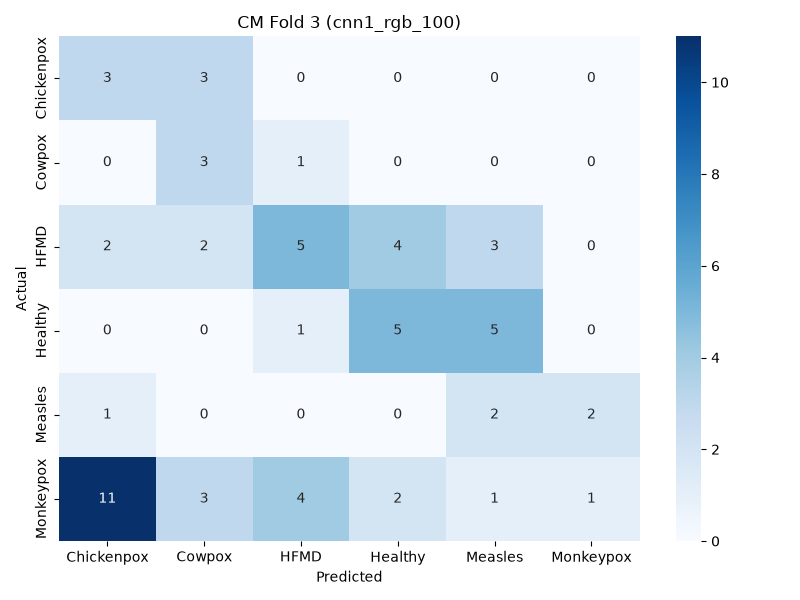 CM Fold 3 (cnn1_rgb_100)
Actual
Chickenpox 3 3 0 0 0 0
Cowpox 0 3 1 0 0 0
HFMD 2 2 5 4 3 0
Healthy 0 0 1 5 5 0
Measles 1 0 0 0 2 2
Monkeypox 11 3 4 2 1 1
Chickenpox Cowpox HFMD Healthy Measles Monkeypox
Predicted
10
8
6
4
2
0